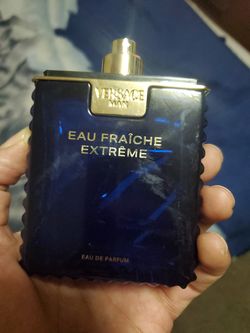 VERSACE
MAN
EAU FRAÎCHE
EXTRÊME
EAU DE PARFUM